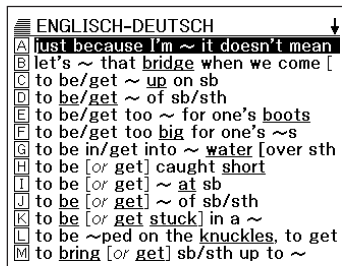 ENGLISCH-DEUTSCH
A just because I'm ~ it doesn't mean
B let's ~ that bridge when we come [
C to be/get ~ up on sb
D to be/get ~ of sb/sth
E to be/get too ~ for one's boots
F to be/get too big for one's ~s
G to be in/get into ~ water [over sth
H to be [or get] caught short
I to be [or get] ~ at sb
J to be [or get] ~ of sb/sth
K to be [or get stuck] in a ~
L to be ~ped on the knuckles, to get
M to bring [or get] sb/sth up to ~